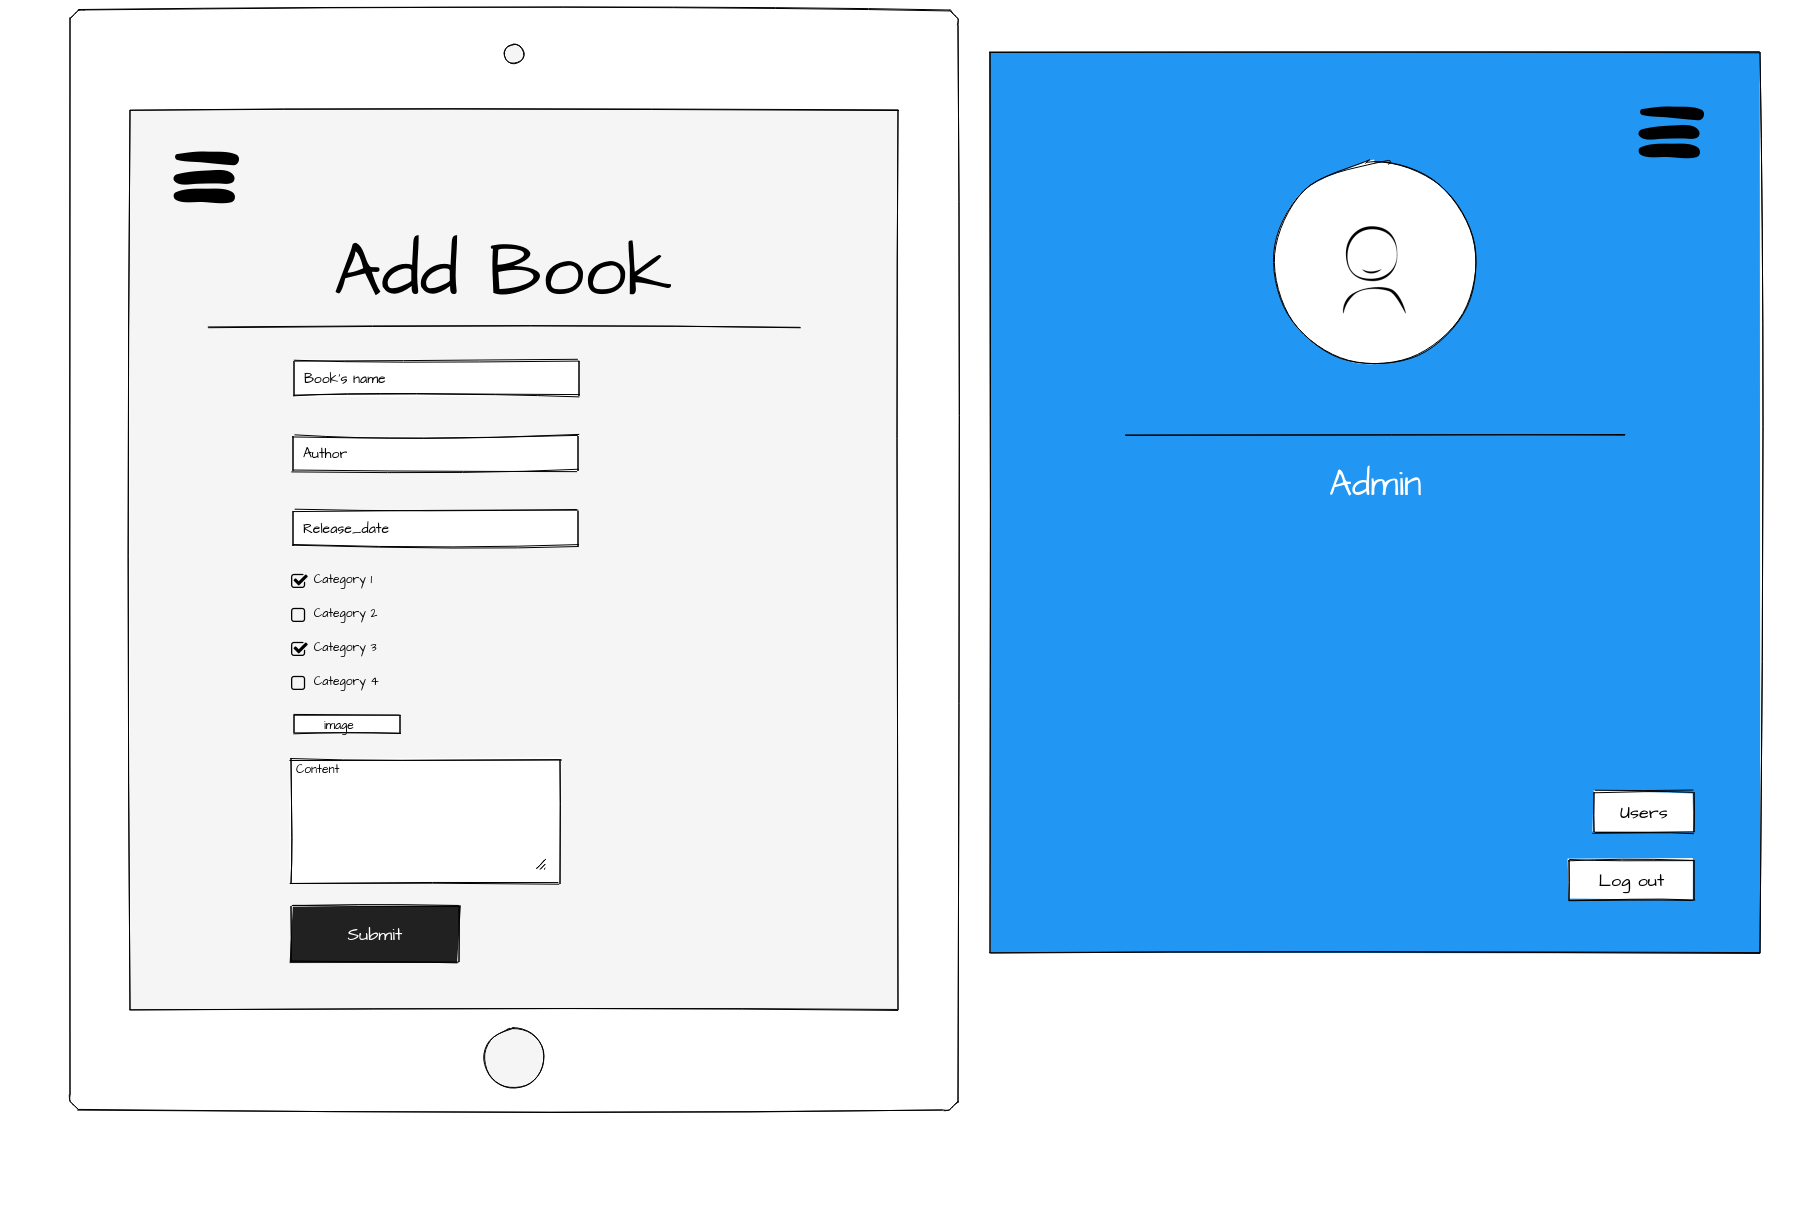 Add Book
Book's name
Author
Release_date
Category 1
Category 2
Category 3
Category 4
image
Content
Submit
Admin
Users
Log out